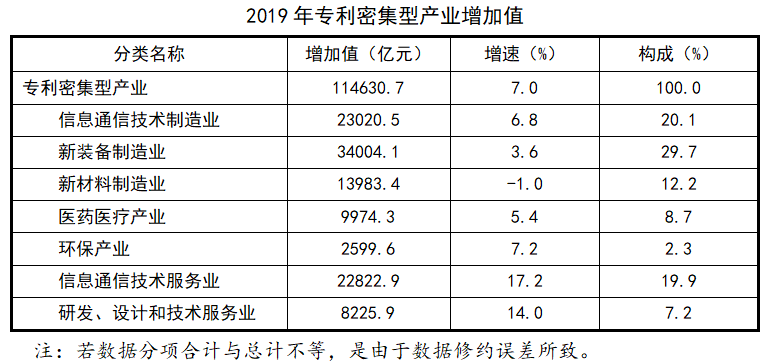 2019年专利密集型产业增加值
分类名称 增加值（亿元） 增速（%） 构成（%）
专利密集型产业 114630.7 7.0 100.0
信息通信技术制造业 23020.5 6.8 20.1
新装备制造业 34004.1 3.6 29.7
新材料制造业 13983.4 -1.0 12.2
医药医疗产业 9974.3 5.4 8.7
环保产业 2599.6 7.2 2.3
信息通信技术服务业 22822.9 17.2 19.9
研发、设计和技术服务业 8225.9 14.0 7.2
注：若数据分项合计与总计不等，是由于数据修约误差所致。